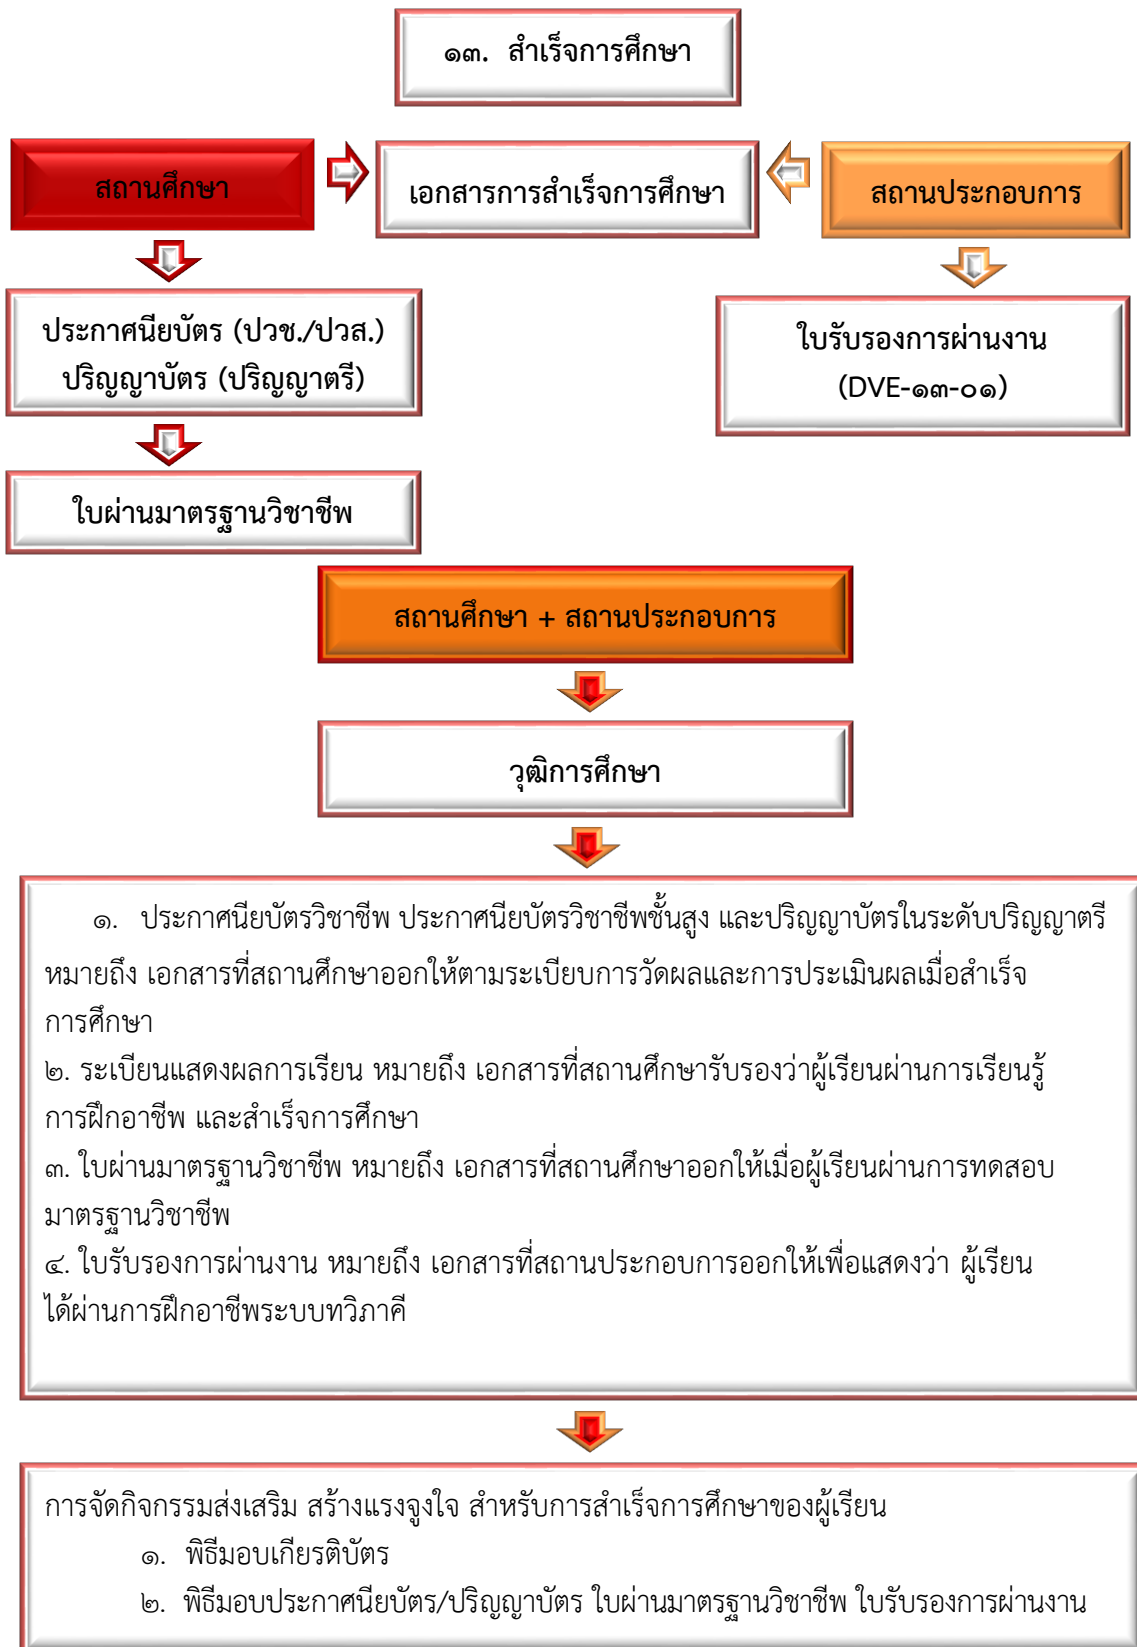 ๑๓. สำเร็จการศึกษา
สถานศึกษา
เอกสารการสำเร็จการศึกษา
สถานประกอบการ
ประกาศนียบัตร (ปวช./ปวส.)
ปริญญาบัตร (ปริญญาตรี)
ใบรับรองการผ่านงาน
(DVE-๑๓-๐๑)
ใบผ่านมาตรฐานวิชาชีพ
สถานศึกษา + สถานประกอบการ
วุฒิการศึกษา
๑. ประกาศนียบัตรวิชาชีพ ประกาศนียบัตรวิชาชีพชั้นสูง และปริญญาบัตรในระดับปริญญาตรี
หมายถึง เอกสารที่สถานศึกษาออกให้ตามระเบียบการวัดผลและการประเมินผลเมื่อสำเร็จ
การศึกษา
๒. ระเบียนแสดงผลการเรียน หมายถึง เอกสารที่สถานศึกษารับรองว่าผู้เรียนผ่านการเรียนรู้
การฝึกอาชีพ และสำเร็จการศึกษา
๓. ใบผ่านมาตรฐานวิชาชีพ หมายถึง เอกสารที่สถานศึกษาออกให้เมื่อผู้เรียนผ่านการทดสอบ
มาตรฐานวิชาชีพ
๔. ใบรับรองการผ่านงาน หมายถึง เอกสารที่สถานประกอบการออกให้เพื่อแสดงว่า ผู้เรียน
ได้ผ่านการฝึกอาชีพระบบทวิภาคี
การจัดกิจกรรมส่งเสริม สร้างแรงจูงใจ สำหรับการสำเร็จการศึกษาของผู้เรียน
๑. พิธีมอบเกียรติบัตร
๒. พิธีมอบประกาศนียบัตร/ปริญญาบัตร ใบผ่านมาตรฐานวิชาชีพ ใบรับรองการผ่านงาน